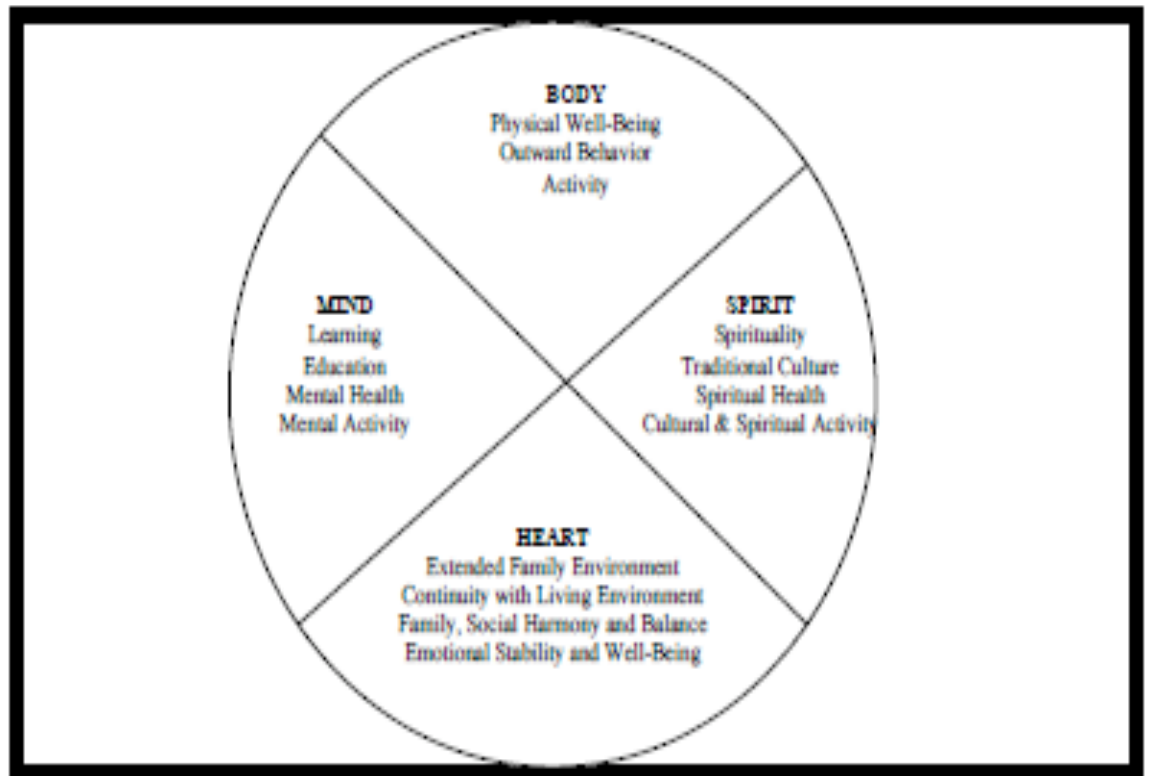 BODY
Physical Well-Being
Outward Behavior
Activity
MIND
Learning
Education
Mental Health
Mental Activity
SPIRIT
Spirituality
Traditional Culture
Spiritual Health
Cultural & Spiritual Activity
HEART
Extended Family Environment
Continuity with Living Environment
Family, Social Harmony and Balance
Emotional Stability and Well-Being